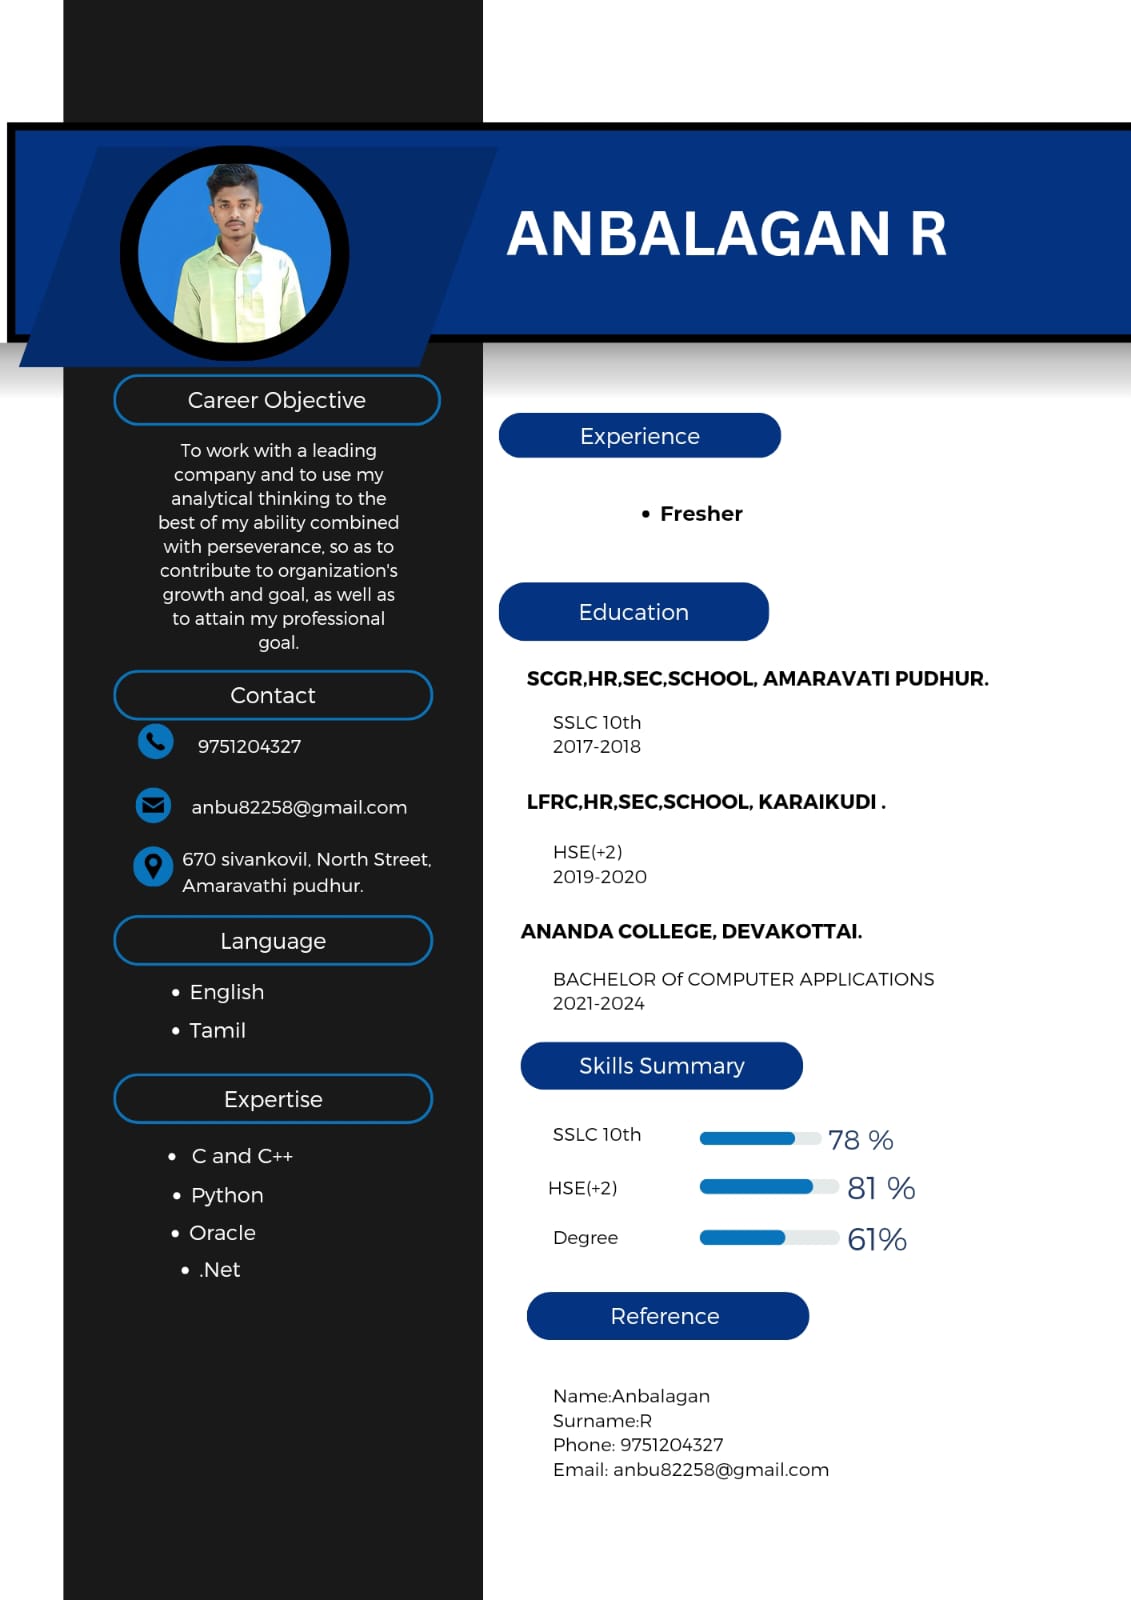 ANBALAGAN R
Career Objective
To work with a leading
company and to use my
analytical thinking to the
best of my ability combined
with perseverance, so as to
contribute to organization's
growth and goal, as well as
to attain my professional
goal.
Contact
9751204327
anbu82258@gmail.com
670 sivankovil, North Street,
Amaravathi pudhur.
Language
• English
• Tamil
Expertise
• C and C++
• Python
• Oracle
• .Net
Experience
• Fresher
Education
SCGR,HR,SEC,SCHOOL, AMARAVATI PUDHUR.
SSLC 10th
2017-2018
LFRC,HR,SEC,SCHOOL, KARAIKUDI .
HSE(+2)
2019-2020
ANANDA COLLEGE, DEVAKOTTAI.
BACHELOR Of COMPUTER APPLICATIONS
2021-2024
Skills Summary
SSLC 10th 78 %
HSE(+2) 81 %
Degree 61%
Reference
Name:Anbalagan
Surname:R
Phone: 9751204327
Email: anbu82258@gmail.com